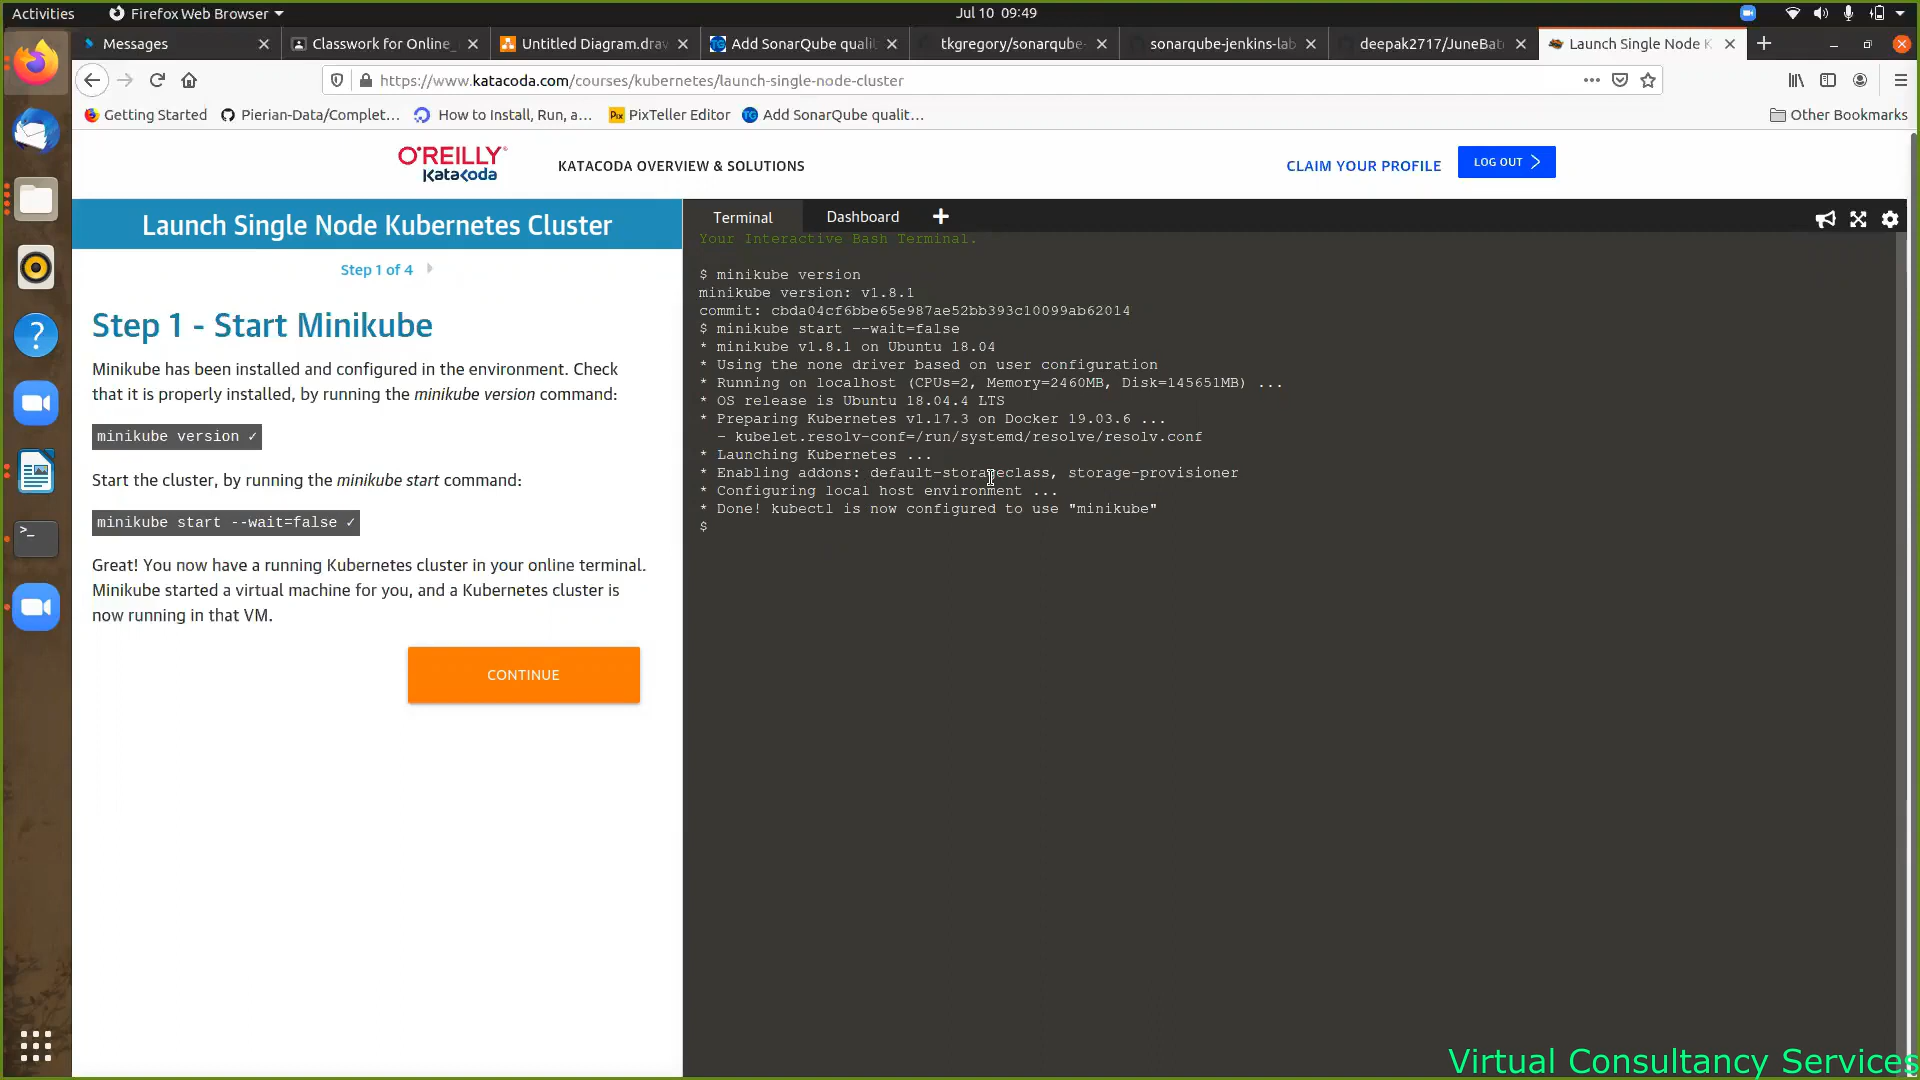 Activities Firefox Web Browser Jul 10 09:49
Messages Classwork for Online_ Untitled Diagram.drav Add SonarQube quali tkgregory/sonarqube- sonarqube-jenkins-lab deepak2717/JuneBat Launch Single Node K
https://www.katacoda.com/courses/kubernetes/launch-single-node-cluster
Getting Started Pierian-Data/Complet… How to Install, Run, a… PixTeller Editor Add SonarQube qualit… Other Bookmarks
O'REILLY
Katacoda
KATACODA OVERVIEW & SOLUTIONS CLAIM YOUR PROFILE LOG OUT
Launch Single Node Kubernetes Cluster
Step 1 of 4
Step 1 - Start Minikube
Minikube has been installed and configured in the environment. Check
that it is properly installed, by running the minikube version command:
minikube version ✓
Start the cluster, by running the minikube start command:
minikube start --wait=false ✓
Great! You now have a running Kubernetes cluster in your online terminal.
Minikube started a virtual machine for you, and a Kubernetes cluster is
now running in that VM.
CONTINUE
Terminal Dashboard +
Your Interactive Bash Terminal.
$ minikube version
minikube version: v1.8.1
commit: cbda04cf6bbe65e987ae52bb393c10099ab62014
$ minikube start --wait=false
* minikube v1.8.1 on Ubuntu 18.04
* Using the none driver based on user configuration
* Running on localhost (CPUs=2, Memory=2460MB, Disk=145651MB) ...
* OS release is Ubuntu 18.04.4 LTS
* Preparing Kubernetes v1.17.3 on Docker 19.03.6 ...
- kubelet.resolv-conf=/run/systemd/resolve/resolv.conf
* Launching Kubernetes ...
* Enabling addons: default-storageclass, storage-provisioner
* Configuring local host environment ...
* Done! kubectl is now configured to use "minikube"
$
Virtual Consultancy Services